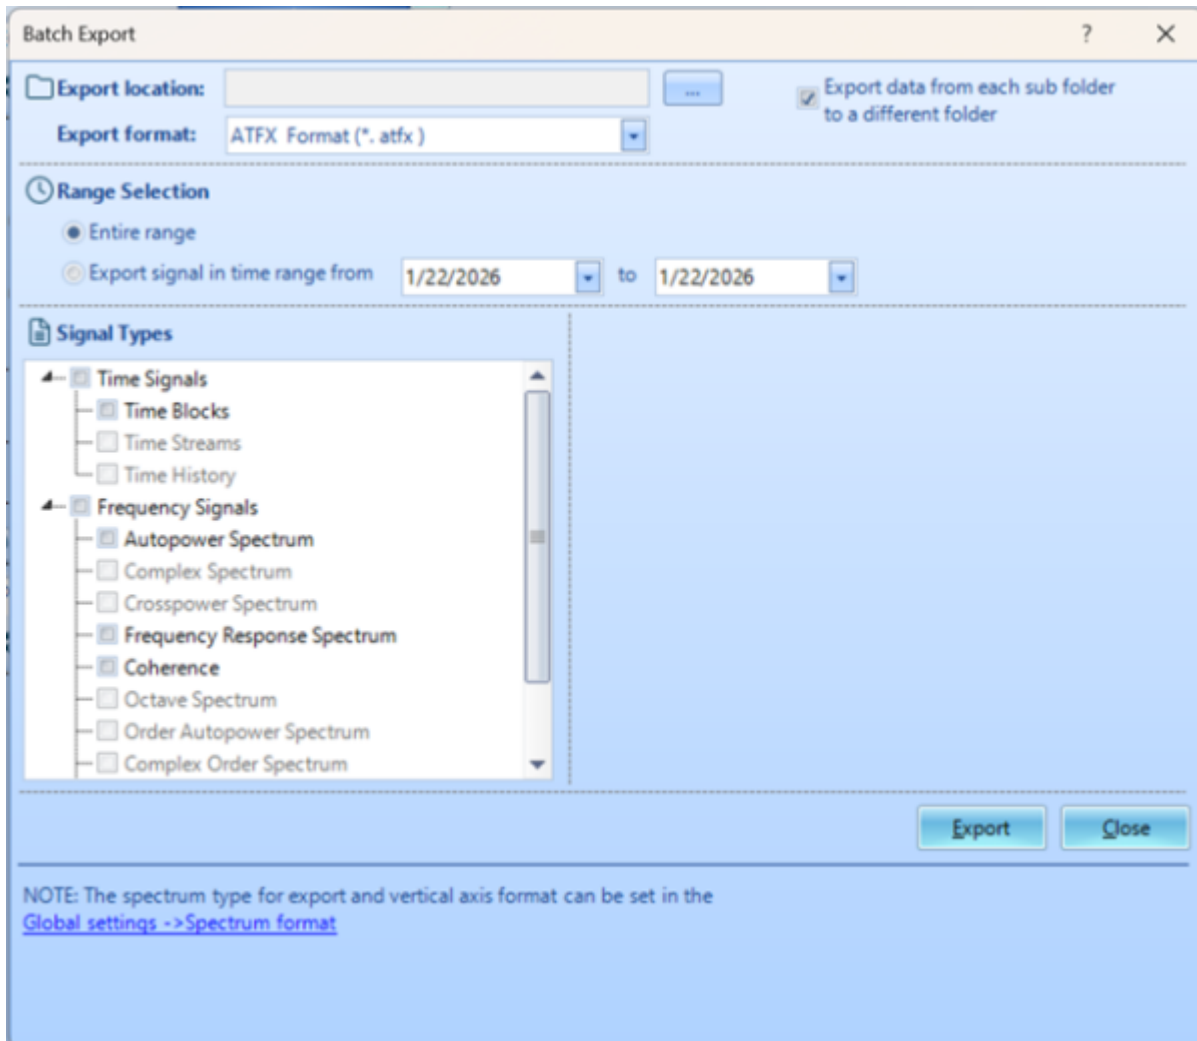 Batch Export
?
Export location:
...
Export data from each sub folder
to a different folder
Export format:
ATFX Format (*. atfx )
Range Selection
Entire range
Export signal in time range from
1/22/2026
to
1/22/2026
Signal Types
Time Signals
Time Blocks
Time Streams
Time History
Frequency Signals
Autopower Spectrum
Complex Spectrum
Crosspower Spectrum
Frequency Response Spectrum
Coherence
Octave Spectrum
Order Autopower Spectrum
Complex Order Spectrum
Export
Close
NOTE: The spectrum type for export and vertical axis format can be set in the
Global settings ->Spectrum format